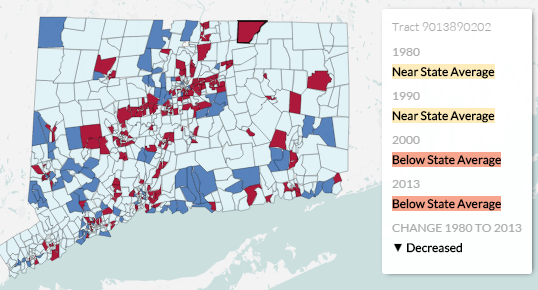 Tract 9013890202
1980
Near State Average
1990
Near State Average
2000
Below State Average
2013
Below State Average
CHANGE 1980 TO 2013
▼ Decreased